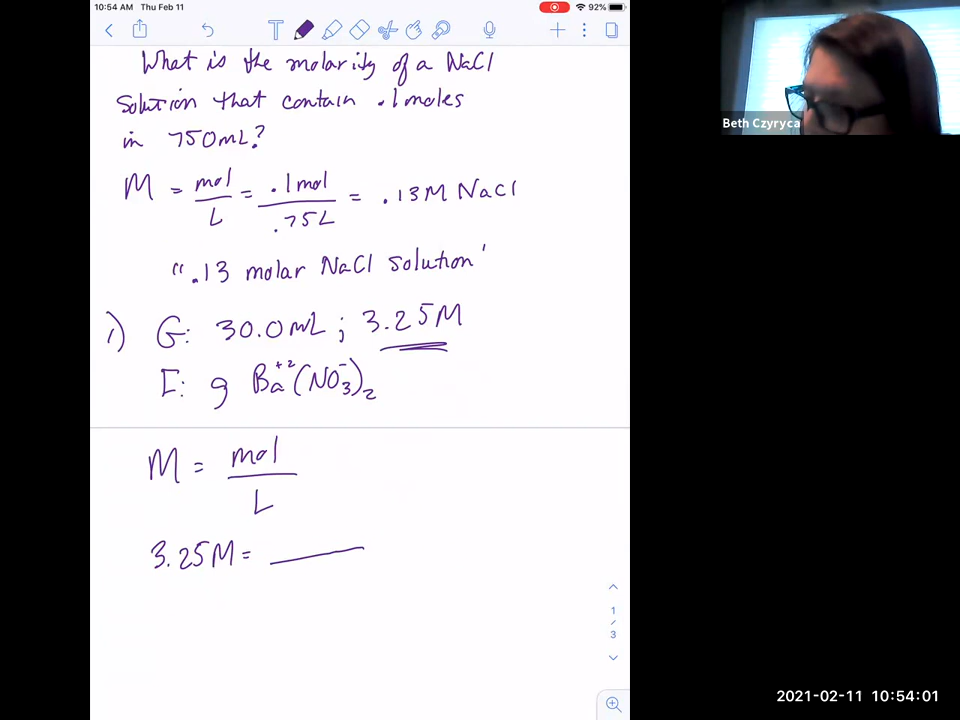 10:54 AM Thu Feb 11
92%
What is the molarity of a NaCl
solution that contain .1 moles
in 750mL?
M = mol/L = .1mol/.75L = .13M NaCl
".13 molar NaCl solution"
1) G: 30.0mL ; 3.25M
E: g Ba⁺²(NO₃⁻)₂
M = mol/L
3.25M =
1
/
3
Beth Czyryca
2021-02-11 10:54:01